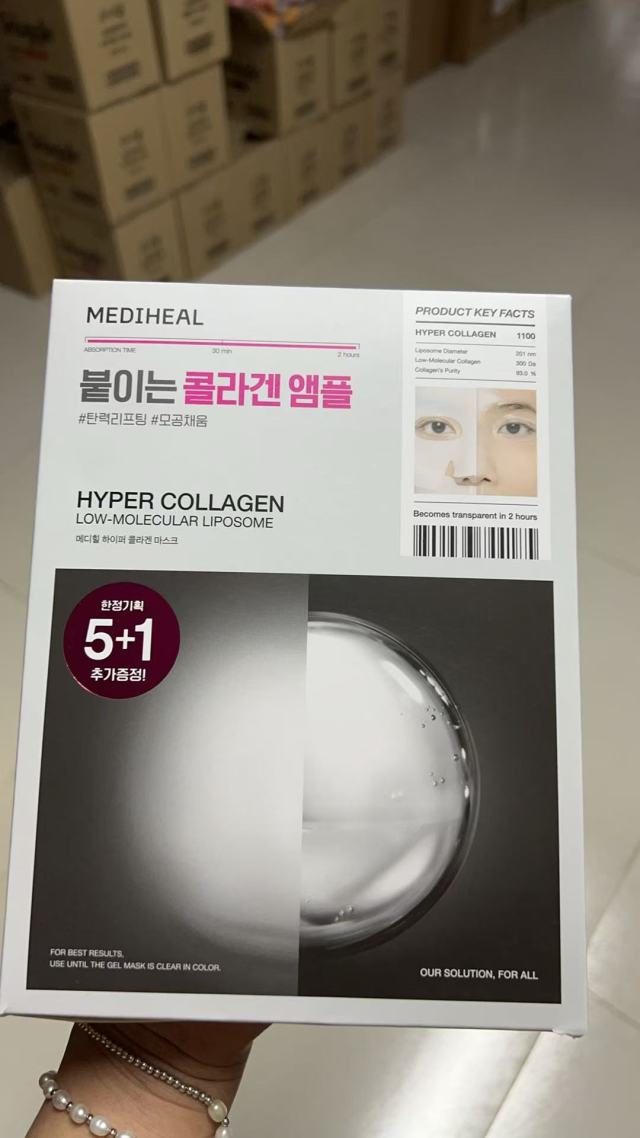 MEDIHEAL
ABSORPTION TIME 30 min 2 hours
붙이는 콜라겐 앰플
#탄력리프팅 #모공채움
HYPER COLLAGEN
LOW-MOLECULAR LIPOSOME
메디힐 하이퍼 콜라겐 마스크
PRODUCT KEY FACTS
HYPER COLLAGEN 1100
Liposome Diameter 201 nm
Low-Molecular Collagen 300 Da
Collagen's Purity 93.0 %
Becomes transparent in 2 hours
한정기획
5+1
추가증정!
FOR BEST RESULTS,
USE UNTIL THE GEL MASK IS CLEAR IN COLOR.
OUR SOLUTION, FOR ALL